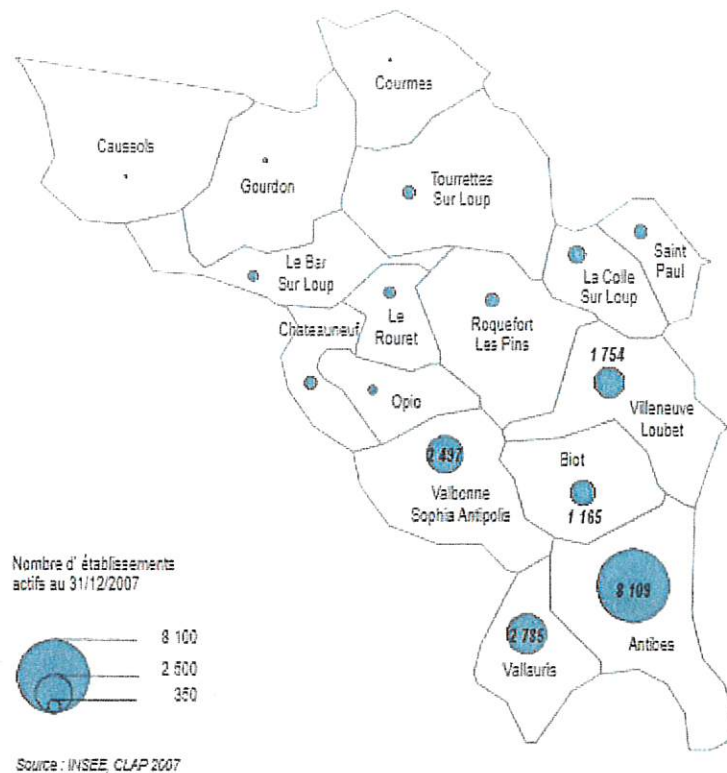 Courmes
Caussols
Gourdon
Tourrettes
Sur Loup
Saint
Paul
La Colle
Sur Loup
Le Bar
Sur Loup
Le
Rouret
Chateauneuf
Roquefort
Les Pins
1 754
Villeneuve
Loubet
Opio
2 497
Valbonne
Sophia Antipolis
Biot
1 165
8 109
Antibes
2 785
Vallauris
Nombre d' établissements
actifs au 31/12/2007
8 100
2 500
350
Source : INSEE, CLAP 2007